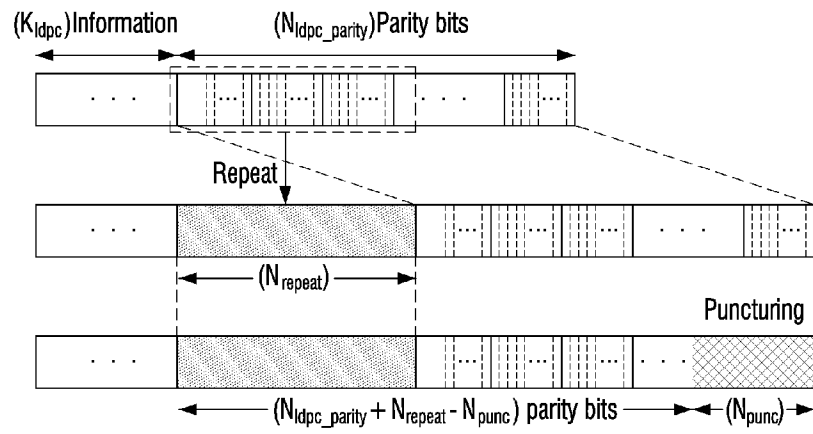 (K_ldpc)Information (N_ldpc_parity)Parity bits
. . . ... ... ... . . . ...
Repeat
. . . ... ... ... . . . ...
(N_repeat)
Puncturing
. . . ... ... ... . . .
(N_ldpc_parity + N_repeat - N_punc) parity bits (N_punc)